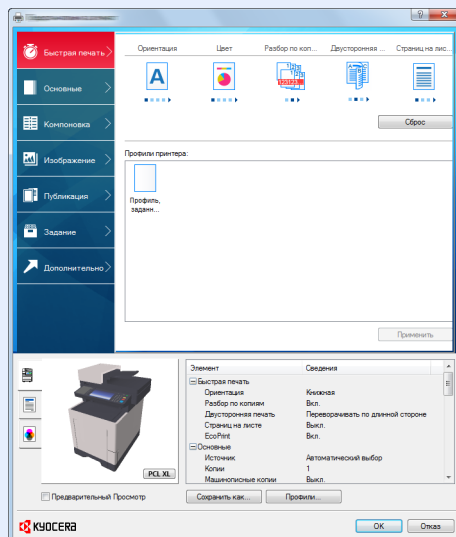 Быстрая печать
Основные
Компоновка
Изображение
Публикация
Задание
Дополнительно
Ориентация
Цвет
Разбор по коп...
Двусторонняя ...
Страниц на лис...
Сброс
Профили принтера:
Профиль,
заданн...
Применить
Элемент Сведения
Быстрая печать
Ориентация Книжная
Разбор по копиям Вкл.
Двусторонняя печать Переворачивать по длинной стороне
Страниц на листе Выкл.
EcoPrint Вкл.
Основные
Источник Автоматический выбор
Копии 1
Машинописные копии Выкл.
PCL XL
Предварительный Просмотр
Сохранить как...
Профили...
KYOCERA
OK
Отказ